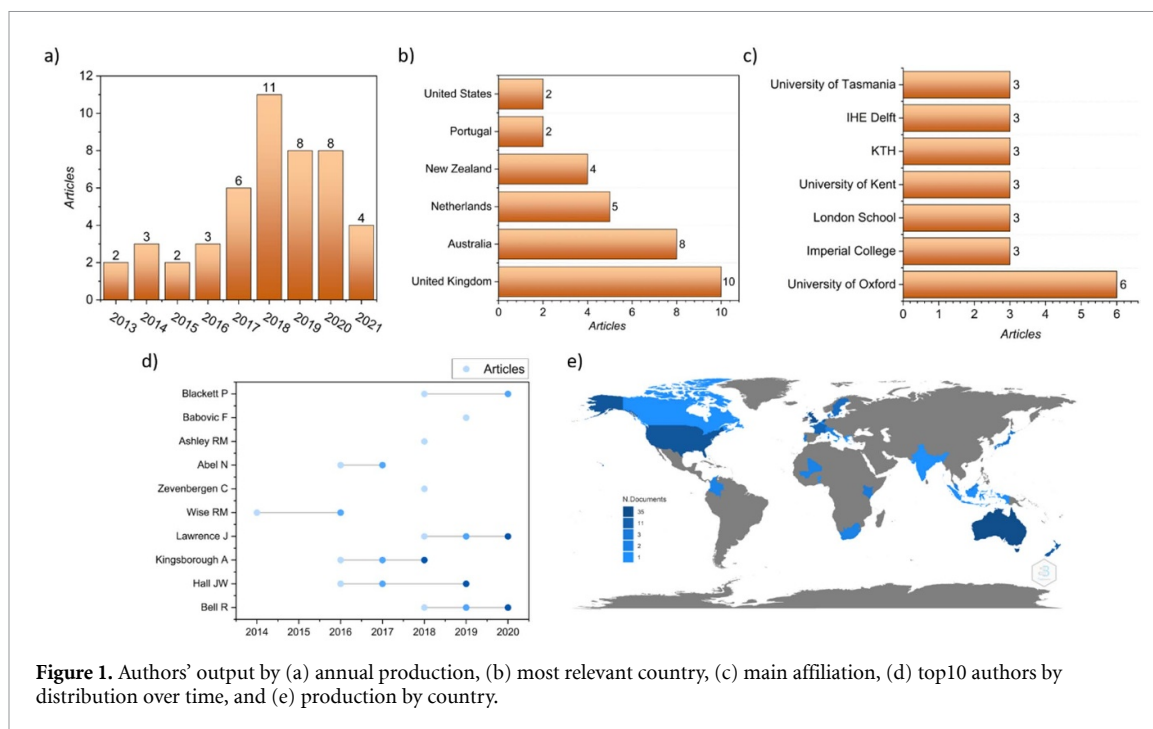 a)
12
10
8
6
4
2
0
Articles
2
3
2
3
6
11
8
8
4
2013
2014
2015
2016
2017
2018
2019
2020
2021
b)
United States
2
Portugal
2
New Zealand
4
Netherlands
5
Australia
8
United Kingdom
10
0 2 4 6 8 10
Articles
c)
University of Tasmania
3
IHE Delft
3
KTH
3
University of Kent
3
London School
3
Imperial College
3
University of Oxford
6
0 1 2 3 4 5 6
Articles
d)
Articles
Blackett P
Babovic F
Ashley RM
Abel N
Zevenbergen C
Wise RM
Lawrence J
Kingsborough A
Hall JW
Bell R
2014 2015 2016 2017 2018 2019 2020
e)
N.Documents
35
11
3
2
1
Figure 1. Authors' output by (a) annual production, (b) most relevant country, (c) main affiliation, (d) top10 authors by
distribution over time, and (e) production by country.